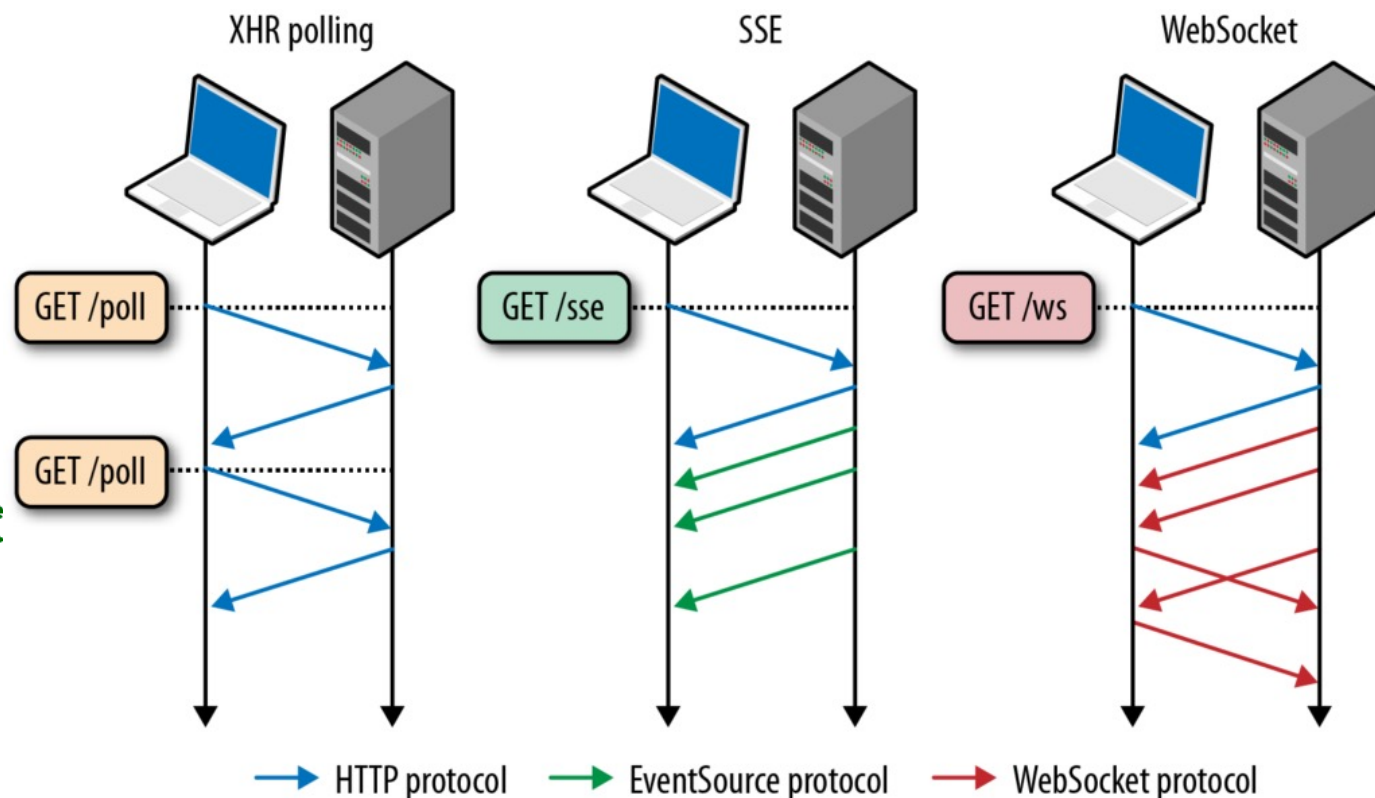 XHR polling
SSE
WebSocket
GET /poll
GET /sse
GET /ws
GET /poll
HTTP protocol
EventSource protocol
WebSocket protocol